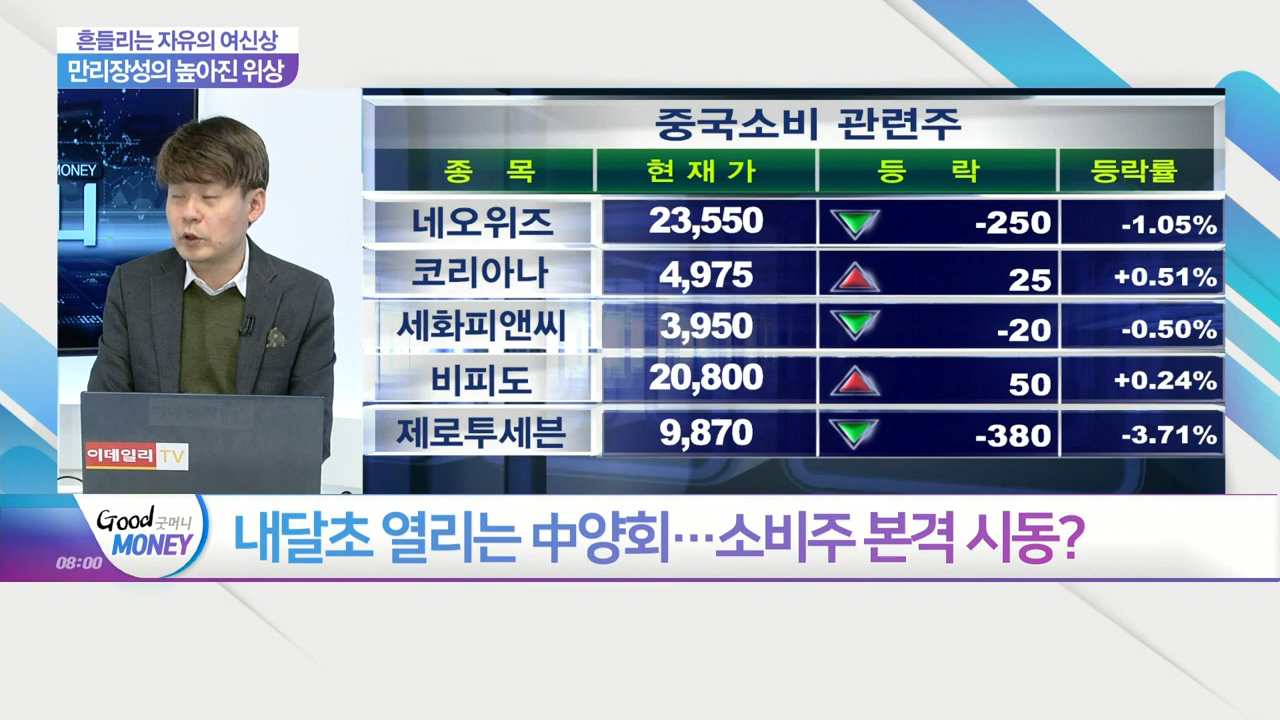 흔들리는 자유의 여신상
만리장성의 높아진 위상
MONEY
중국소비 관련주
종 목 현재가 등 락 등락률
네오위즈 23,550 -250 -1.05%
코리아나 4,975 25 +0.51%
세화피앤씨 3,950 -20 -0.50%
비피도 20,800 50 +0.24%
제로투세븐 9,870 -380 -3.71%
이데일리 TV
Good 굿머니
MONEY
08:00
내달초 열리는 中양회…소비주 본격 시동?